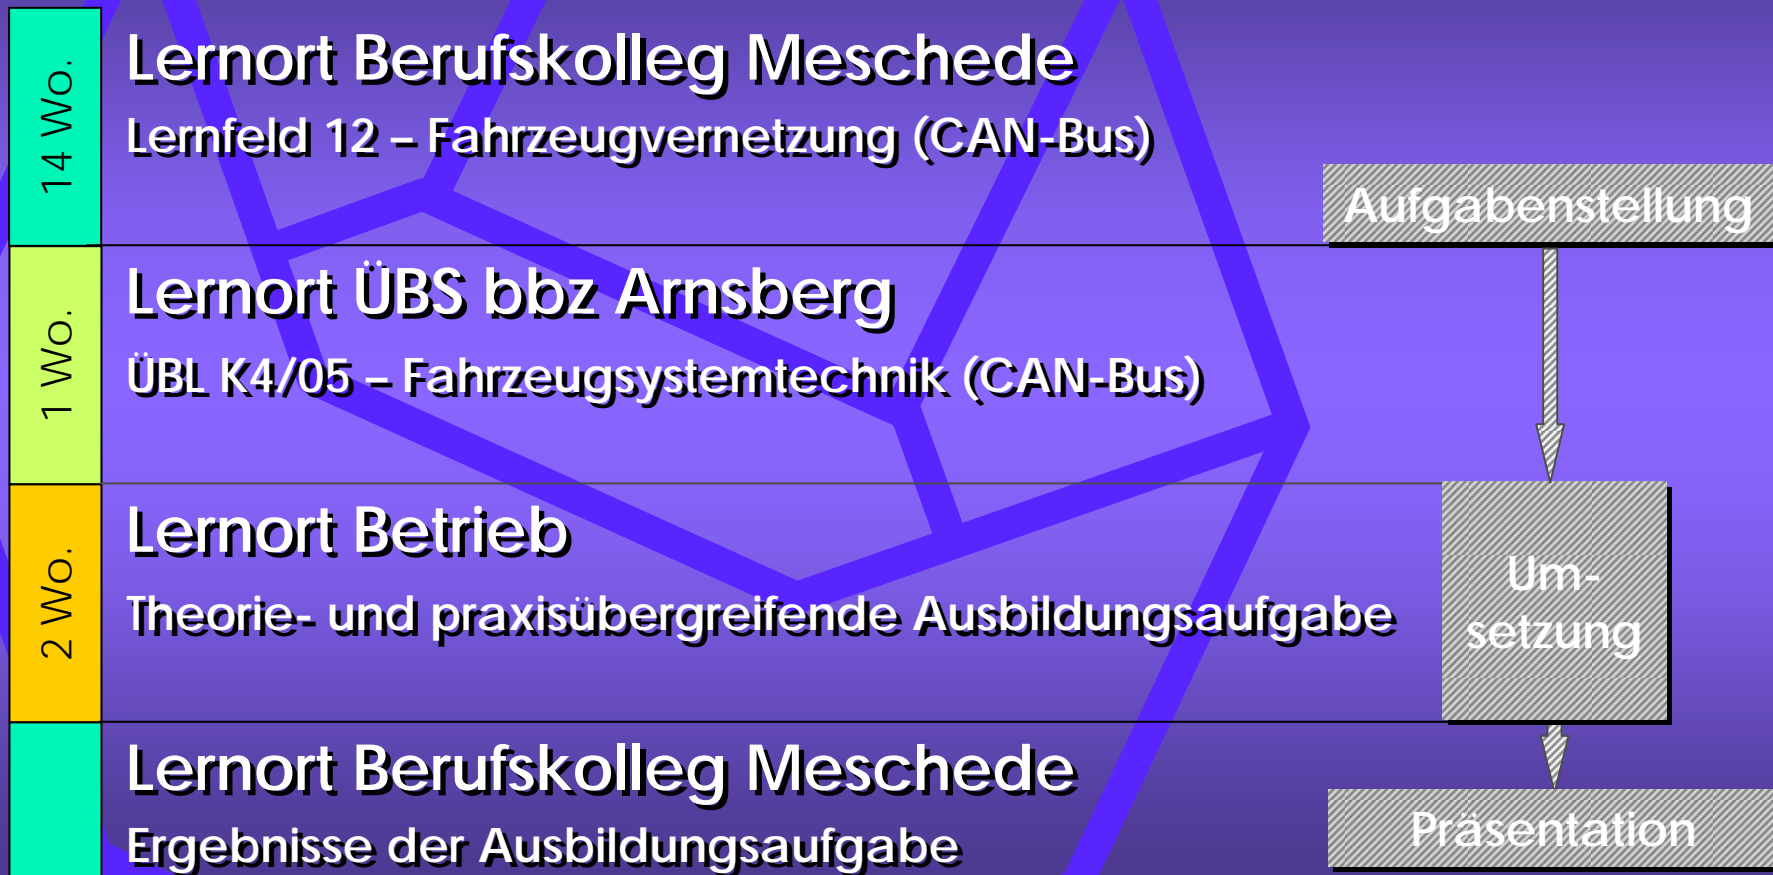 14 Wo.
Lernort Berufskolleg Meschede
Lernfeld 12 – Fahrzeugvernetzung (CAN-Bus)
Aufgabenstellung
1 Wo.
Lernort ÜBS bbz Arnsberg
ÜBL K4/05 – Fahrzeugsystemtechnik (CAN-Bus)
2 Wo.
Lernort Betrieb
Theorie- und praxisübergreifende Ausbildungsaufgabe
Um-
setzung
Lernort Berufskolleg Meschede
Ergebnisse der Ausbildungsaufgabe
Präsentation